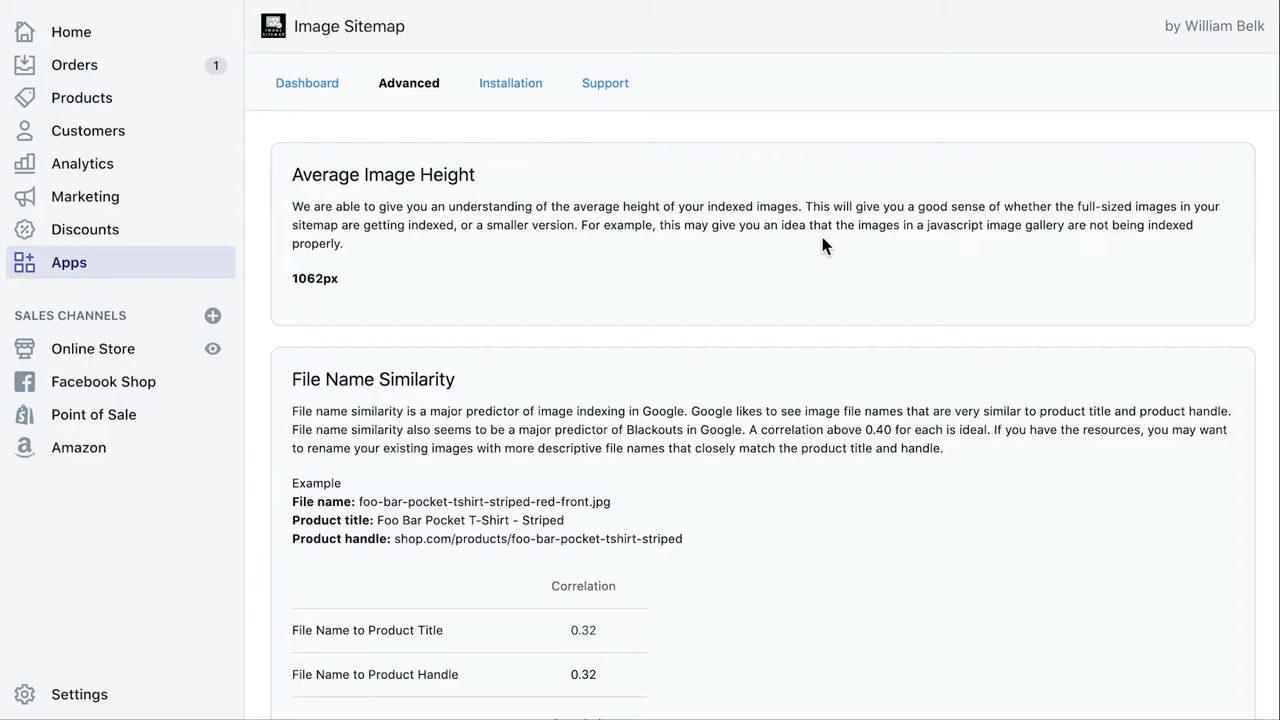 Image Sitemap
by William Belk
Home
Orders 1
Products
Customers
Analytics
Marketing
Discounts
Apps
SALES CHANNELS
Online Store
Facebook Shop
Point of Sale
Amazon
Settings
Dashboard Advanced Installation Support
Average Image Height
We are able to give you an understanding of the average height of your indexed images. This will give you a good sense of whether the full-sized images in your
sitemap are getting indexed, or a smaller version. For example, this may give you an idea that the images in a javascript image gallery are not being indexed
properly.
1062px
File Name Similarity
File name similarity is a major predictor of image indexing in Google. Google likes to see image file names that are very similar to product title and product handle.
File name similarity also seems to be a major predictor of Blackouts in Google. A correlation above 0.40 for each is ideal. If you have the resources, you may want
to rename your existing images with more descriptive file names that closely match the product title and handle.
Example
File name: foo-bar-pocket-tshirt-striped-red-front.jpg
Product title: Foo Bar Pocket T-Shirt - Striped
Product handle: shop.com/products/foo-bar-pocket-tshirt-striped
Correlation
File Name to Product Title 0.32
File Name to Product Handle 0.32